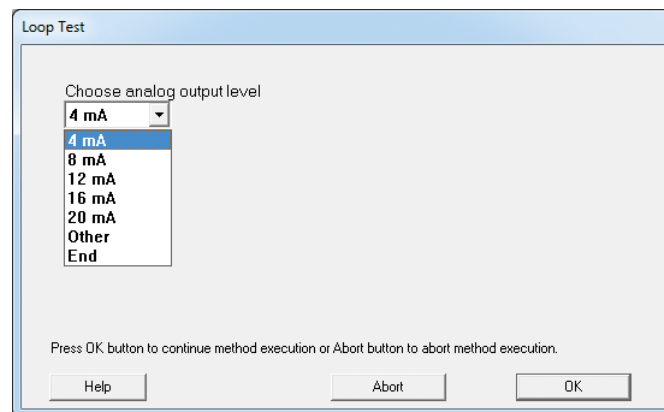 Loop Test
Choose analog output level
4 mA
4 mA
8 mA
12 mA
16 mA
20 mA
Other
End
Press OK button to continue method execution or Abort button to abort method execution.
Help
Abort
OK